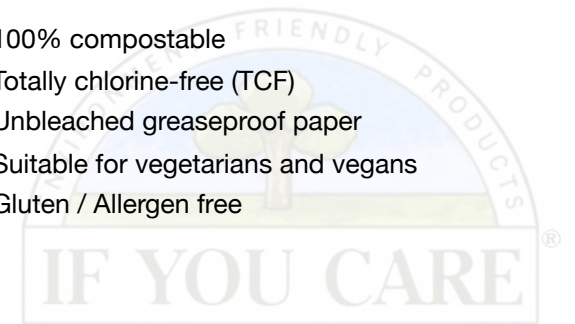 100% compostable
Totally chlorine-free (TCF)
Unbleached greaseproof paper
Suitable for vegetarians and vegans
Gluten / Allergen free
FRIENDLY PRODUCTS
IF YOU CARE®